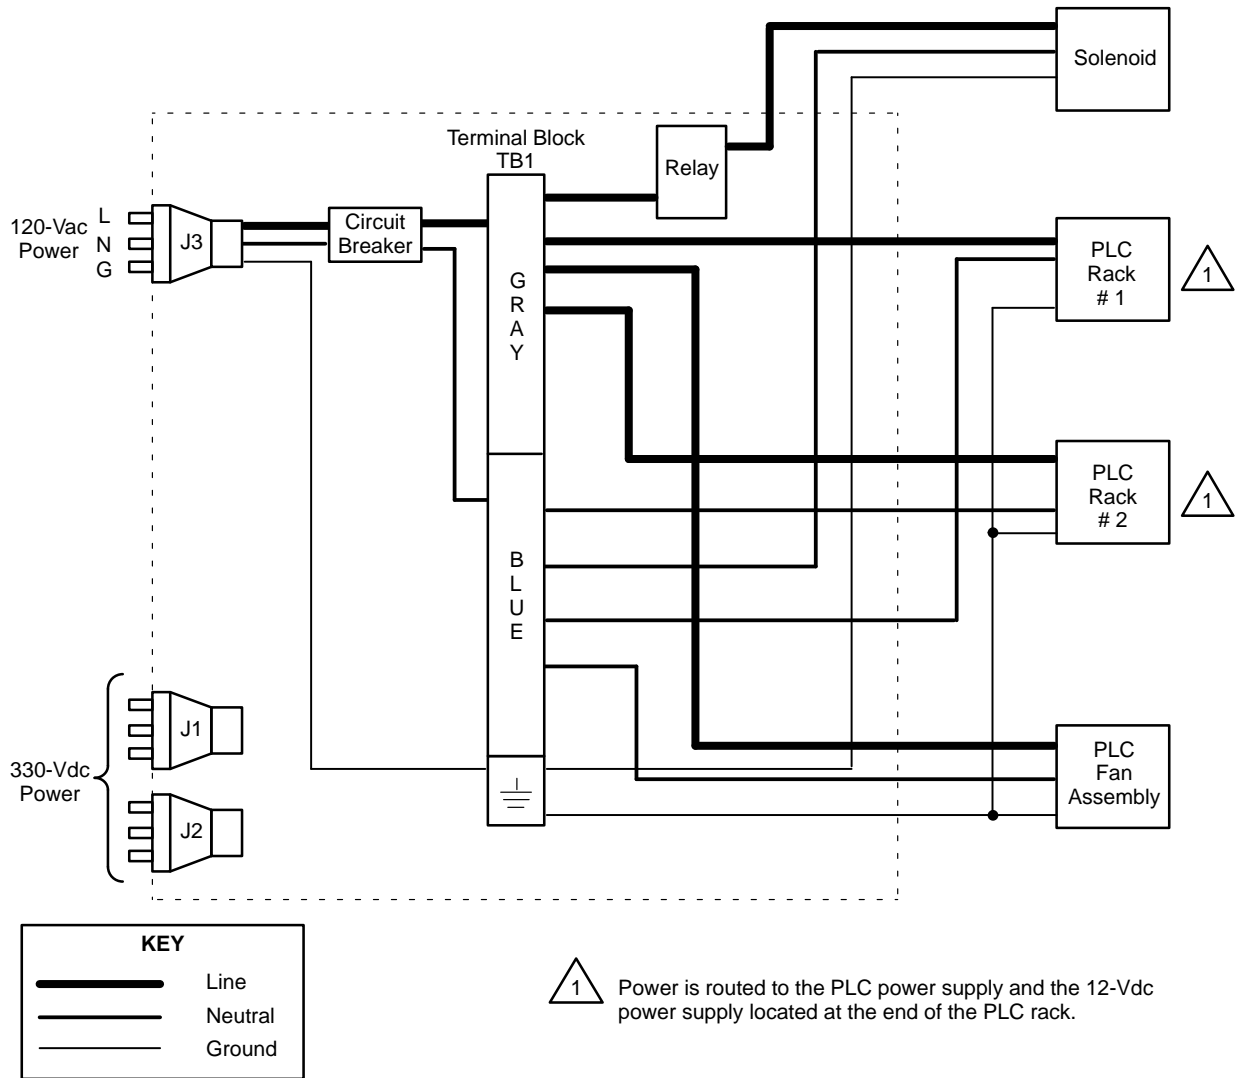 Solenoid
Terminal Block
TB1
Relay
120-Vac
Power
L
N
G
J3
Circuit
Breaker
GRAY
PLC
Rack
# 1
1
PLC
Rack
# 2
1
BLUE
330-Vdc
Power
J1
J2
PLC
Fan
Assembly
KEY
Line
Neutral
Ground
1
Power is routed to the PLC power supply and the 12-Vdc
power supply located at the end of the PLC rack.